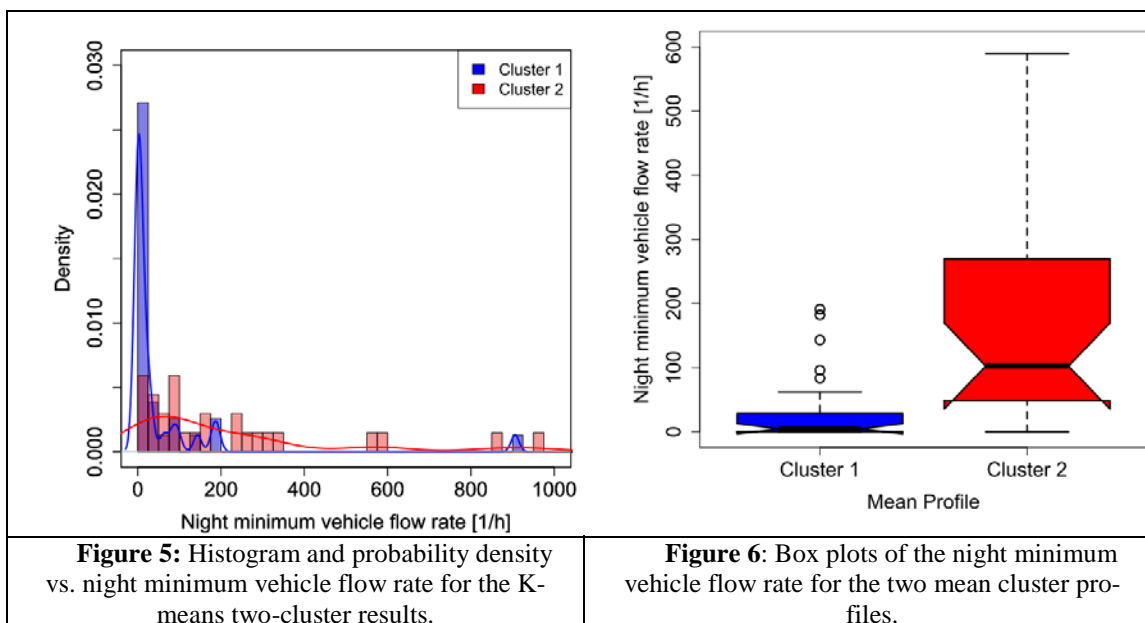 0.030
0.020
0.010
0.000
Density
Cluster 1
Cluster 2
0
200
400
600
800
1000
Night minimum vehicle flow rate [1/h]
600
500
400
300
200
100
0
Night minimum vehicle flow rate [1/h]
Cluster 1
Cluster 2
Mean Profile
Figure 5: Histogram and probability density
vs. night minimum vehicle flow rate for the K-
means two-cluster results.
Figure 6: Box plots of the night minimum
vehicle flow rate for the two mean cluster pro-
files.